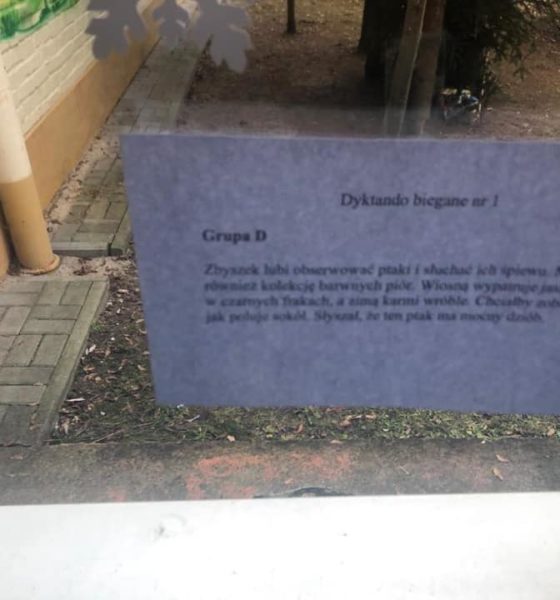 Dyktando biegane nr 1
Grupa D
Zbyszek lubi obserwować ptaki i słuchać ich śpiewu.
również kolekcję barwnych piór. Wiosną wypatruje
w czarnych frakach, a zimą karmi wróble. Chciałby
jak poluje sokół. Słyszał, że ten ptak ma mocny dziób.